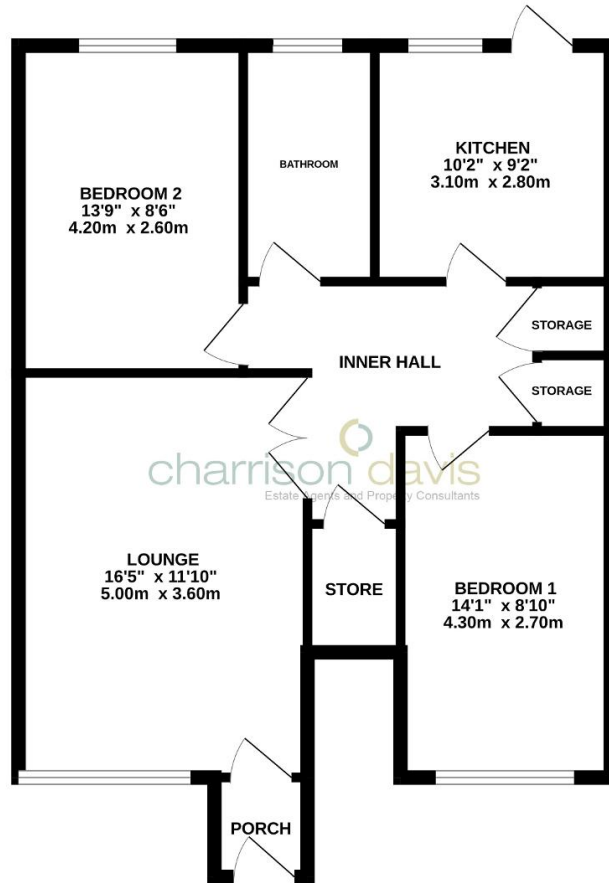 BEDROOM 2
13'9" x 8'6"
4.20m x 2.60m
BATHROOM
KITCHEN
10'2" x 9'2"
3.10m x 2.80m
STORAGE
INNER HALL
STORAGE
charrison davis
Estate Agents and Property Consultants
LOUNGE
16'5" x 11'10"
5.00m x 3.60m
STORE
BEDROOM 1
14'1" x 8'10"
4.30m x 2.70m
PORCH